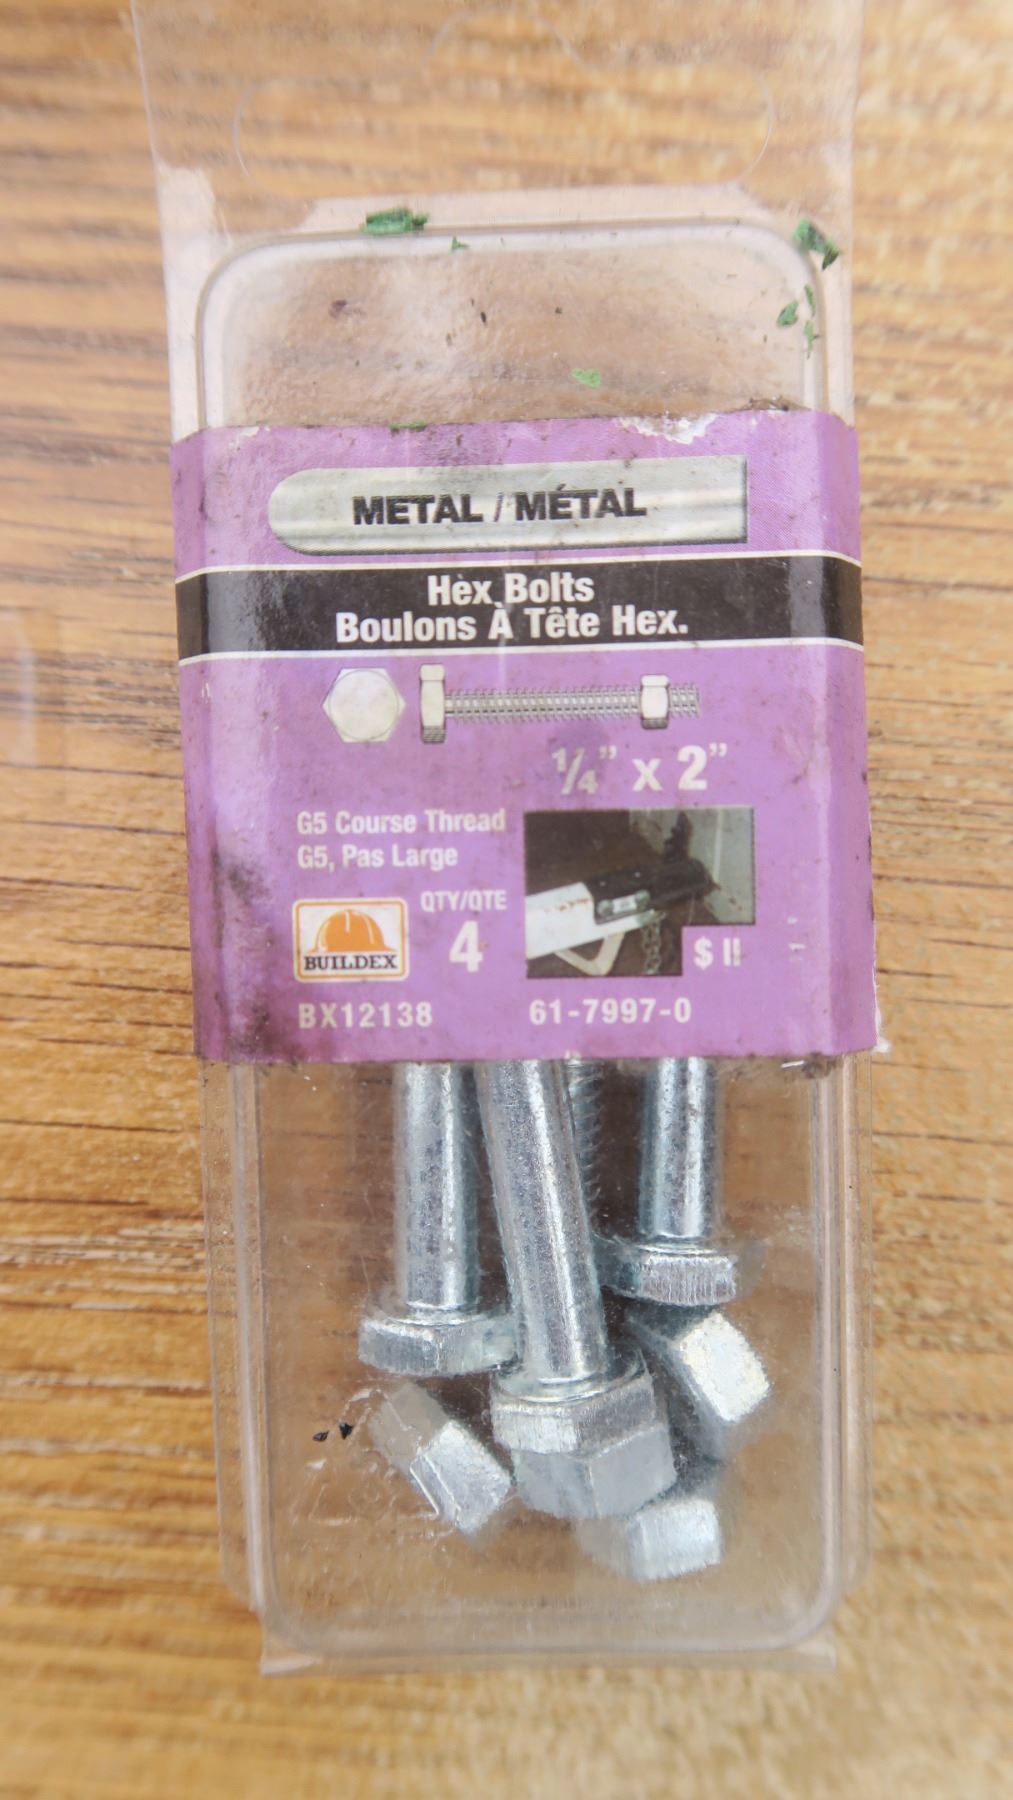 METAL / MÉTAL
Hex Bolts
Boulons À Tête Hex.
1/4” x 2”
G5 Course Thread
G5, Pas Large
QTY/QTE
4
BUILDEX
$ II
BX12138
61-7997-0